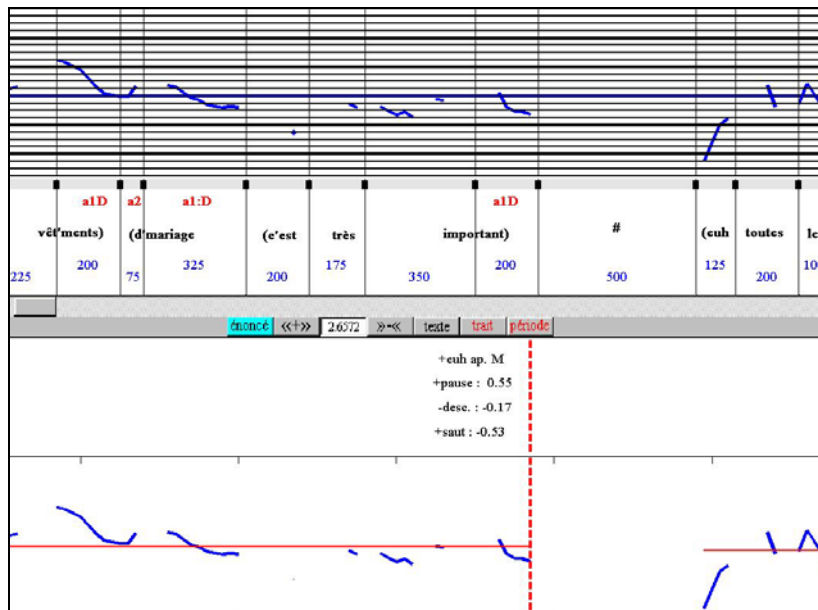 a1D a2 a1:D a1D
vêt'ments) (d'mariage (c'est très important) # (euh toutes le
225 200 75 325 200 175 350 200 500 125 200 10
énoncé «+» 2.6572 »-« texte trait période
+euh ap. M
+pause : 0.55
-desc. : -0.17
+saut : -0.53